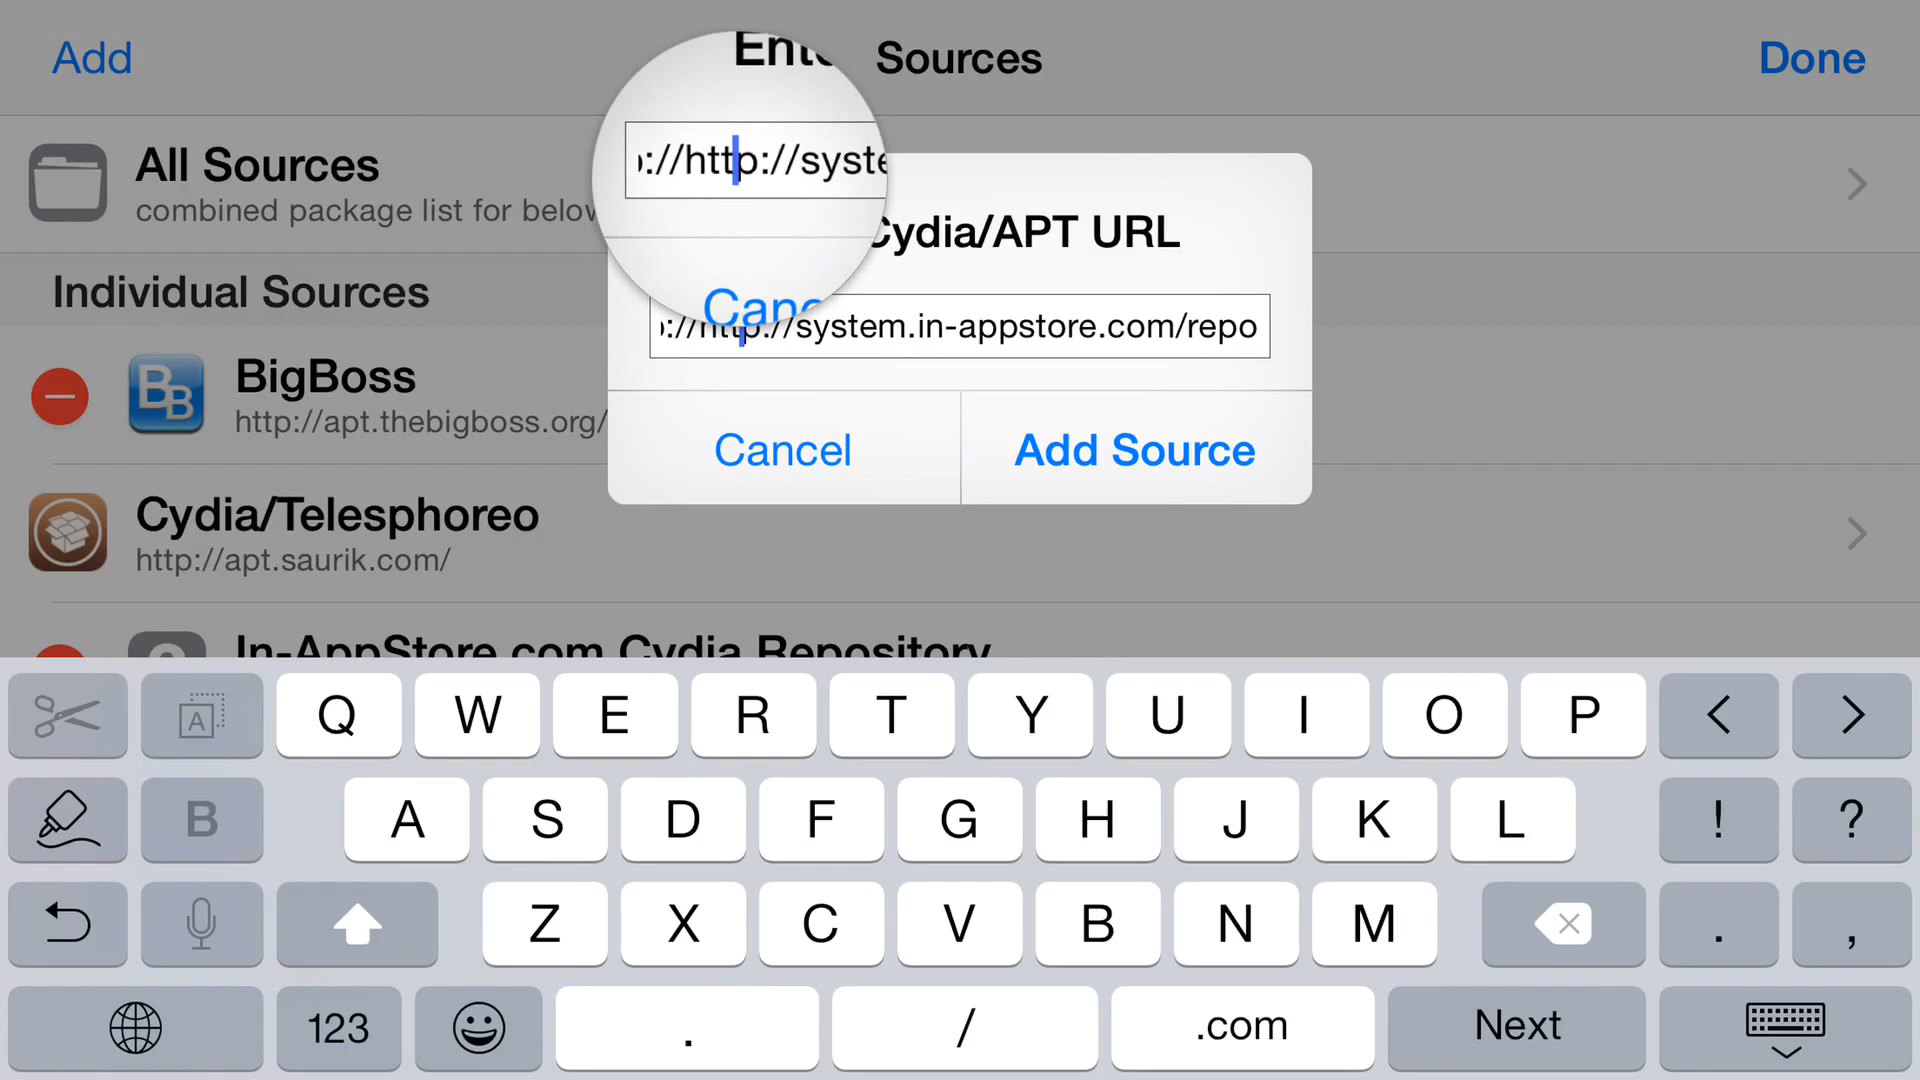 Add
Sources
Done
Ente
://http://syste
Canc
All Sources
combined package list for below
Individual Sources
BigBoss
http://apt.thebigboss.org/
Cydia/Telesphoreo
http://apt.saurik.com/
In-AppStore.com Cydia Repository
Cydia/APT URL
://http://system.in-appstore.com/repo
Cancel
Add Source
A Q W E R T Y U I O P < >
B A S D F G H J K L ! ?
Z X C V B N M . ,
123 . / .com Next